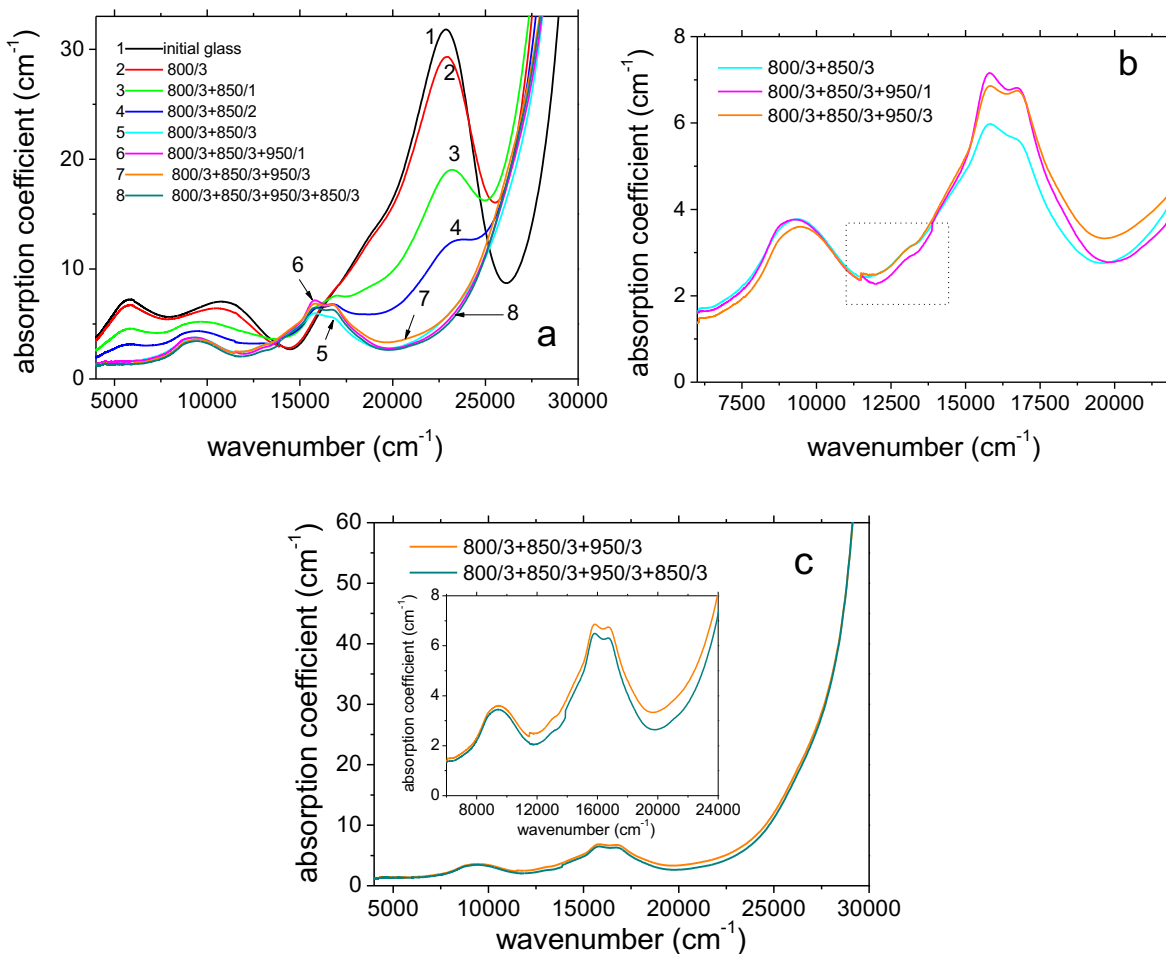 absorption coefficient (cm-1)
30
20
10
0
1 initial glass
2 800/3
3 800/3+850/1
4 800/3+850/2
5 800/3+850/3
6 800/3+850/3+950/1
7 800/3+850/3+950/3
8 800/3+850/3+950/3+850/3
1
2
3
4
6
7
5
8
a
5000 10000 15000 20000 25000 30000
wavenumber (cm-1)
absorption coefficient (cm-1)
8
6
4
2
0
800/3+850/3
800/3+850/3+950/1
800/3+850/3+950/3
b
7500 10000 12500 15000 17500 20000
wavenumber (cm-1)
absorption coefficient (cm-1)
60
50
40
30
20
10
0
800/3+850/3+950/3
800/3+850/3+950/3+850/3
c
absorption coefficient (cm-1)
8
6
4
2
0
8000 12000 16000 20000 24000
wavenumber (cm-1)
5000 10000 15000 20000 25000 30000
wavenumber (cm-1)